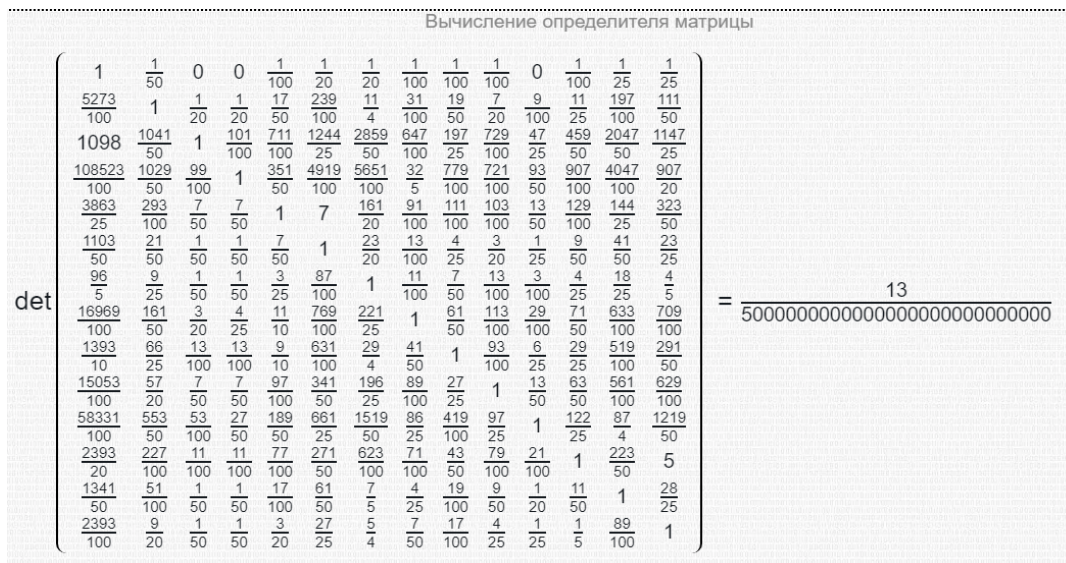 Вычисление определителя матрицы
1 1/50 0 0 1/100 1/20 1/20 1/100 1/100 1/100 0 1/100 1/25 1/25
5273/100 1 1/20 1/20 17/50 239/100 11/4 31/100 19/50 7/20 9/100 11/25 197/100 111/50
1098 1041/50 1 101/100 711/100 1244/25 2859/50 647/100 197/25 729/100 47/25 459/50 2047/50 1147/25
108523/100 1029/50 99/100 1 351/50 4919/100 5651/100 32/5 779/100 721/100 93/50 907/100 4047/100 907/20
3863/25 293/100 7/50 7/50 1 7 161/20 91/100 111/100 103/100 13/50 129/100 144/25 323/50
1103/50 21/50 1/50 1/50 7/50 1 23/20 13/100 4/25 3/20 1/25 9/50 41/50 23/25
96/5 9/25 1/50 1/50 3/25 87/100 1 11/100 7/50 13/100 3/100 4/25 18/25 4/5
det
16969/100 161/50 3/20 4/25 11/10 769/100 221/25 1 61/50 113/100 29/100 71/50 633/100 709/100
= 13/50000000000000000000000000000
1393/10 66/25 13/100 13/100 9/10 631/100 29/4 41/50 1 93/100 6/25 29/25 519/100 291/50
15053/100 57/20 7/50 7/50 97/100 341/50 196/25 89/100 27/25 1 13/50 63/50 561/100 629/100
58331/100 553/50 53/100 27/50 189/50 661/25 1519/50 86/25 419/100 97/25 1 122/25 87/4 1219/50
2393/20 227/100 11/100 11/100 77/100 271/50 623/100 71/100 43/50 79/100 21/100 1 223/50 5
1341/50 51/100 1/50 1/50 17/100 61/50 7/5 4/25 19/100 9/50 1/20 11/50 1 28/25
2393/100 9/20 1/50 1/50 3/20 27/25 5/4 7/50 17/100 4/25 1/25 1/5 89/100 1